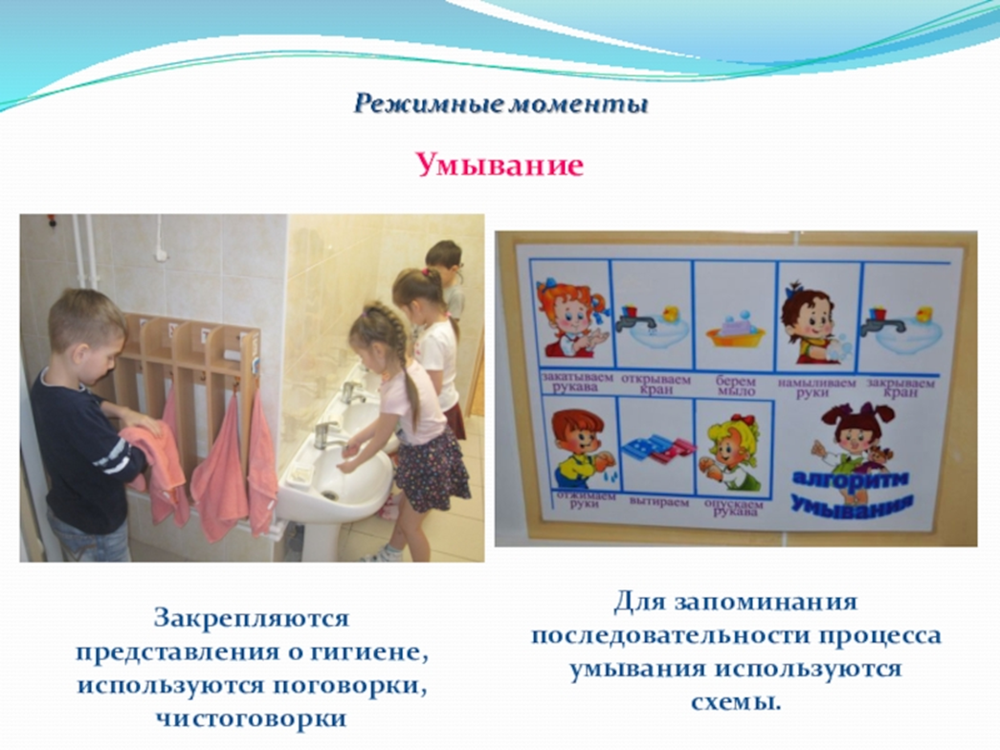 Режимные моменты
Умывание
закатываем
рукава
открываем
кран
берем
мыло
намыливаем
руки
закрываем
кран
отжимаем
руки
вытираем
опускаем
рукава
алгоритм
умывания
Закрепляются
представления о гигиене,
используются поговорки,
чистоговорки
Для запоминания
последовательности процесса
умывания используются
схемы.